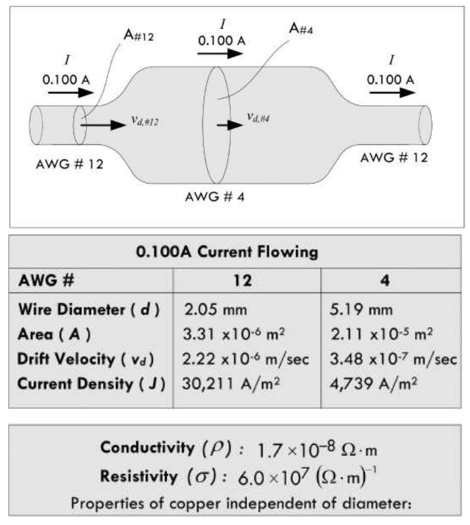 A#12
I
0.100 A
I
0.100 A
A#4
I
0.100 A
vd,#12
vd,#4
AWG # 12
AWG # 4
AWG # 12
0.100A Current Flowing
AWG # 12 4
Wire Diameter ( d ) 2.05 mm 5.19 mm
Area ( A ) 3.31 x10-6 m² 2.11 x10-5 m²
Drift Velocity ( vd ) 2.22 x10-6 m/sec 3.48 x10-7 m/sec
Current Density ( J ) 30,211 A/m² 4,739 A/m²
Conductivity (ρ) : 1.7 ×10–8 Ω·m
Resistivity (σ) : 6.0 ×10⁷ (Ω·m)⁻¹
Properties of copper independent of diameter: